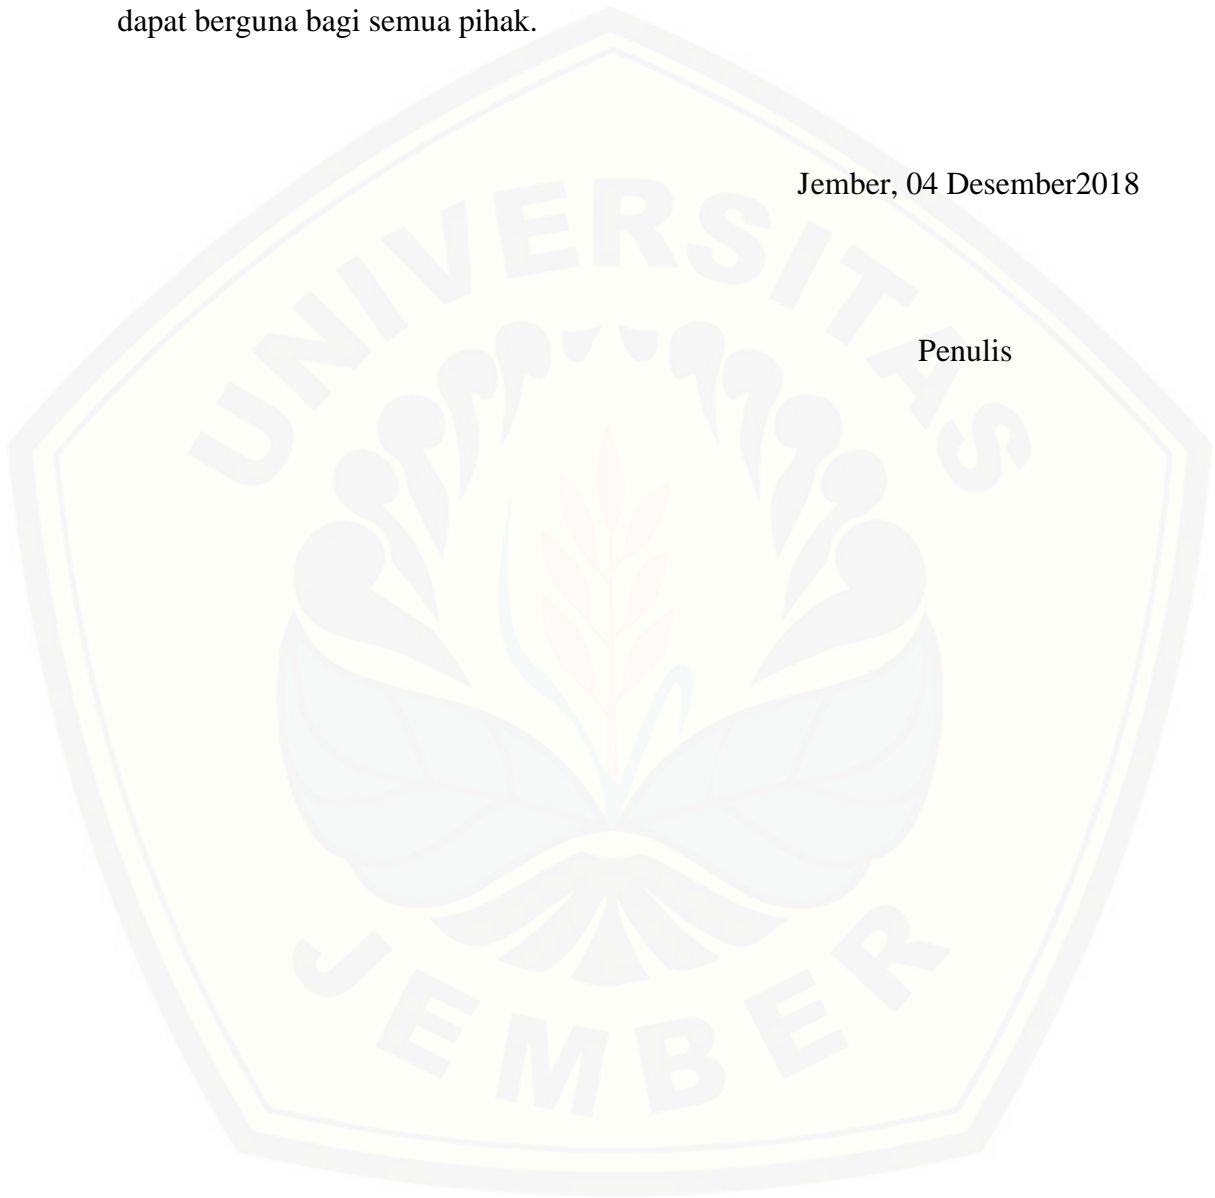 dapat berguna bagi semua pihak.
Jember, 04 Desember2018
Penulis
UNIVERSITAS
JEMBER